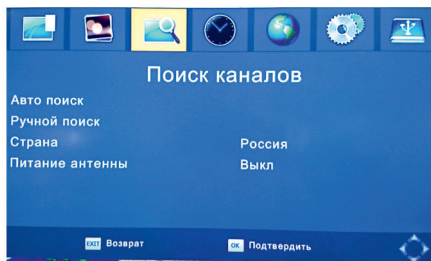 Поиск каналов
Авто поиск
Ручной поиск
Страна Россия
Питание антенны Выкл
EXIT Возврат OK Подтвердить